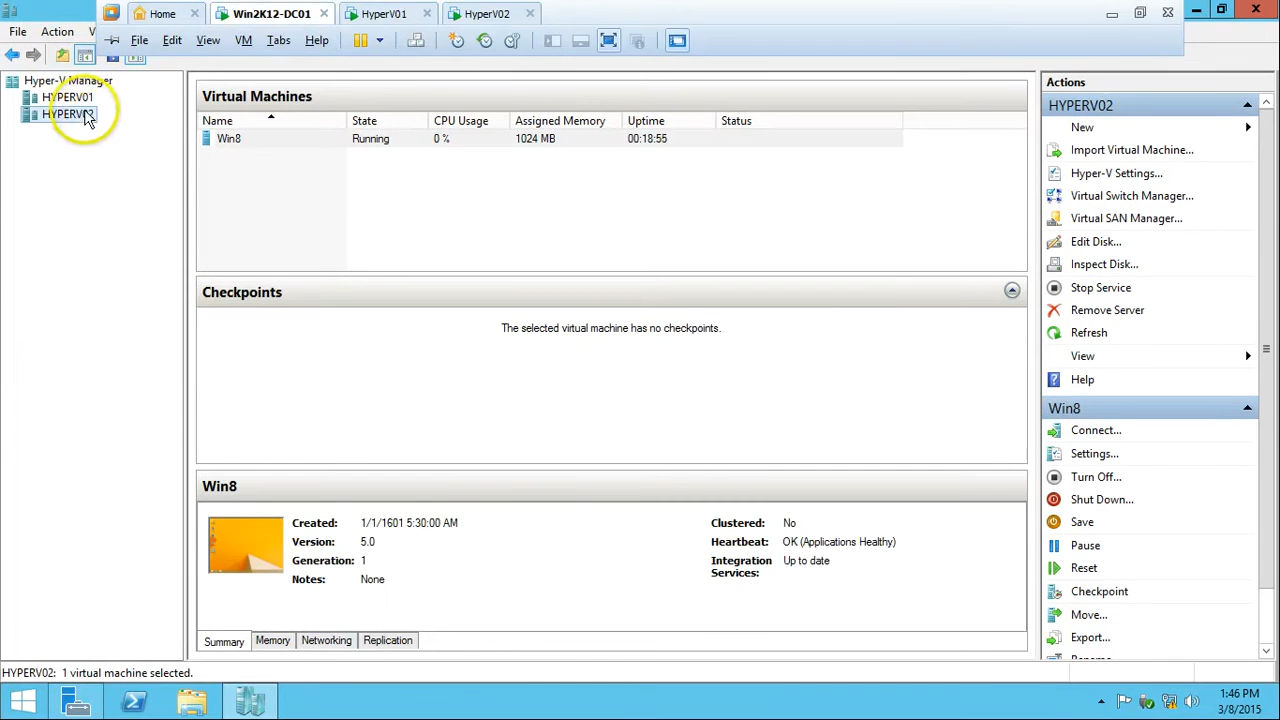 Home
Win2K12-DC01
HyperV01
HyperV02
File
Action
File
Edit
View
VM
Tabs
Help
Hyper-V Manager
HYPERV01
HYPERV02
Virtual Machines
Name State CPU Usage Assigned Memory Uptime Status
Win8 Running 0 % 1024 MB 00:18:55
Checkpoints
The selected virtual machine has no checkpoints.
Win8
Created: 1/1/1601 5:30:00 AM Clustered: No
Version: 5.0 Heartbeat: OK (Applications Healthy)
Generation: 1 Integration Services: Up to date
Notes: None
Summary Memory Networking Replication
Actions
HYPERV02
New
Import Virtual Machine...
Hyper-V Settings...
Virtual Switch Manager...
Virtual SAN Manager...
Edit Disk...
Inspect Disk...
Stop Service
Remove Server
Refresh
View
Help
Win8
Connect...
Settings...
Turn Off...
Shut Down...
Save
Pause
Reset
Checkpoint
Move...
Export...
HYPERV02: 1 virtual machine selected.
1:46 PM
3/8/2015